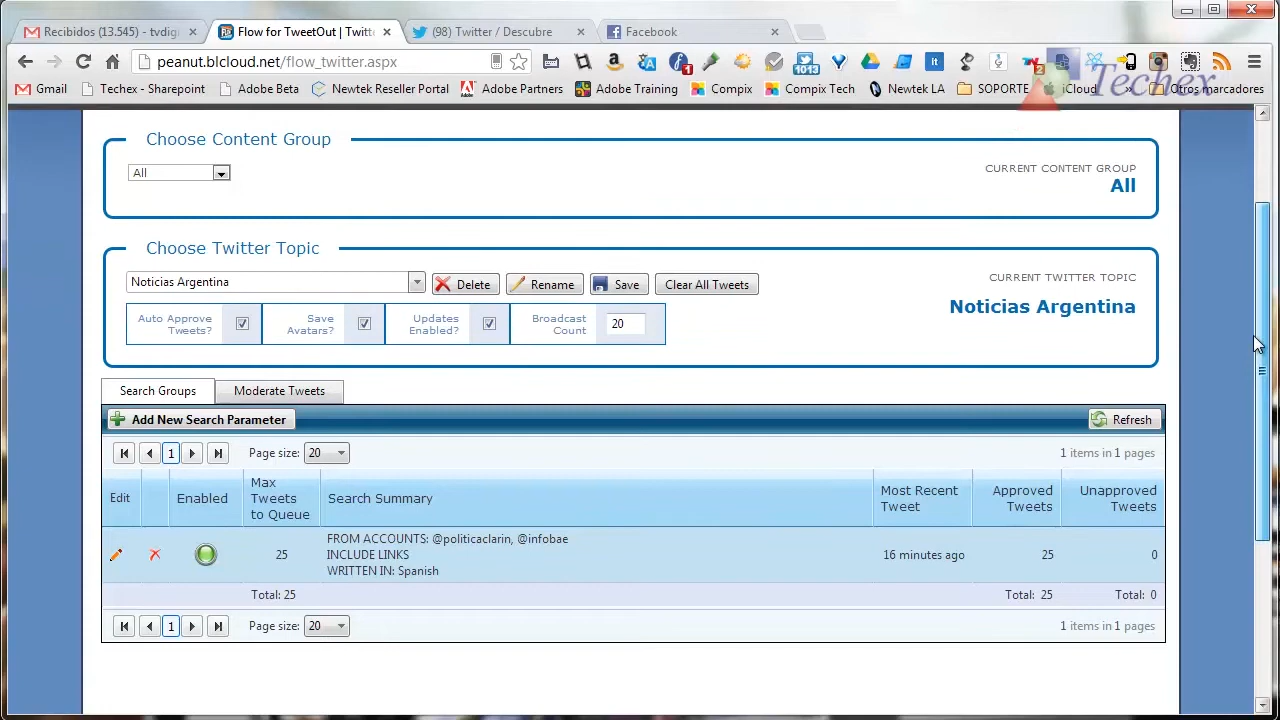 Recibidos (13.545) - tvdigi
Flow for TweetOut | Twitte
(98) Twitter / Descubre
Facebook
peanut.blcloud.net/flow_twitter.aspx
1
1013
It
2
Gmail
Techex - Sharepoint
Adobe Beta
Newtek Reseller Portal
Adobe Partners
Adobe Training
Compix
Compix Tech
Newtek LA
SOPORTE
iCloud
»
Otros marcadores
Techex
Choose Content Group
All
CURRENT CONTENT GROUP
All
Choose Twitter Topic
Noticias Argentina
Delete
Rename
Save
Clear All Tweets
CURRENT TWITTER TOPIC
Noticias Argentina
Auto Approve Tweets?
Save Avatars?
Updates Enabled?
Broadcast Count
20
Search Groups
Moderate Tweets
Add New Search Parameter
Refresh
1
Page size:
20
1 items in 1 pages
Edit
Enabled
Max Tweets to Queue
Search Summary
Most Recent Tweet
Approved Tweets
Unapproved Tweets
25
FROM ACCOUNTS: @politicaclarin, @infobae
INCLUDE LINKS
WRITTEN IN: Spanish
16 minutes ago
25
0
Total: 25
Total: 25
Total: 0
1
Page size:
20
1 items in 1 pages